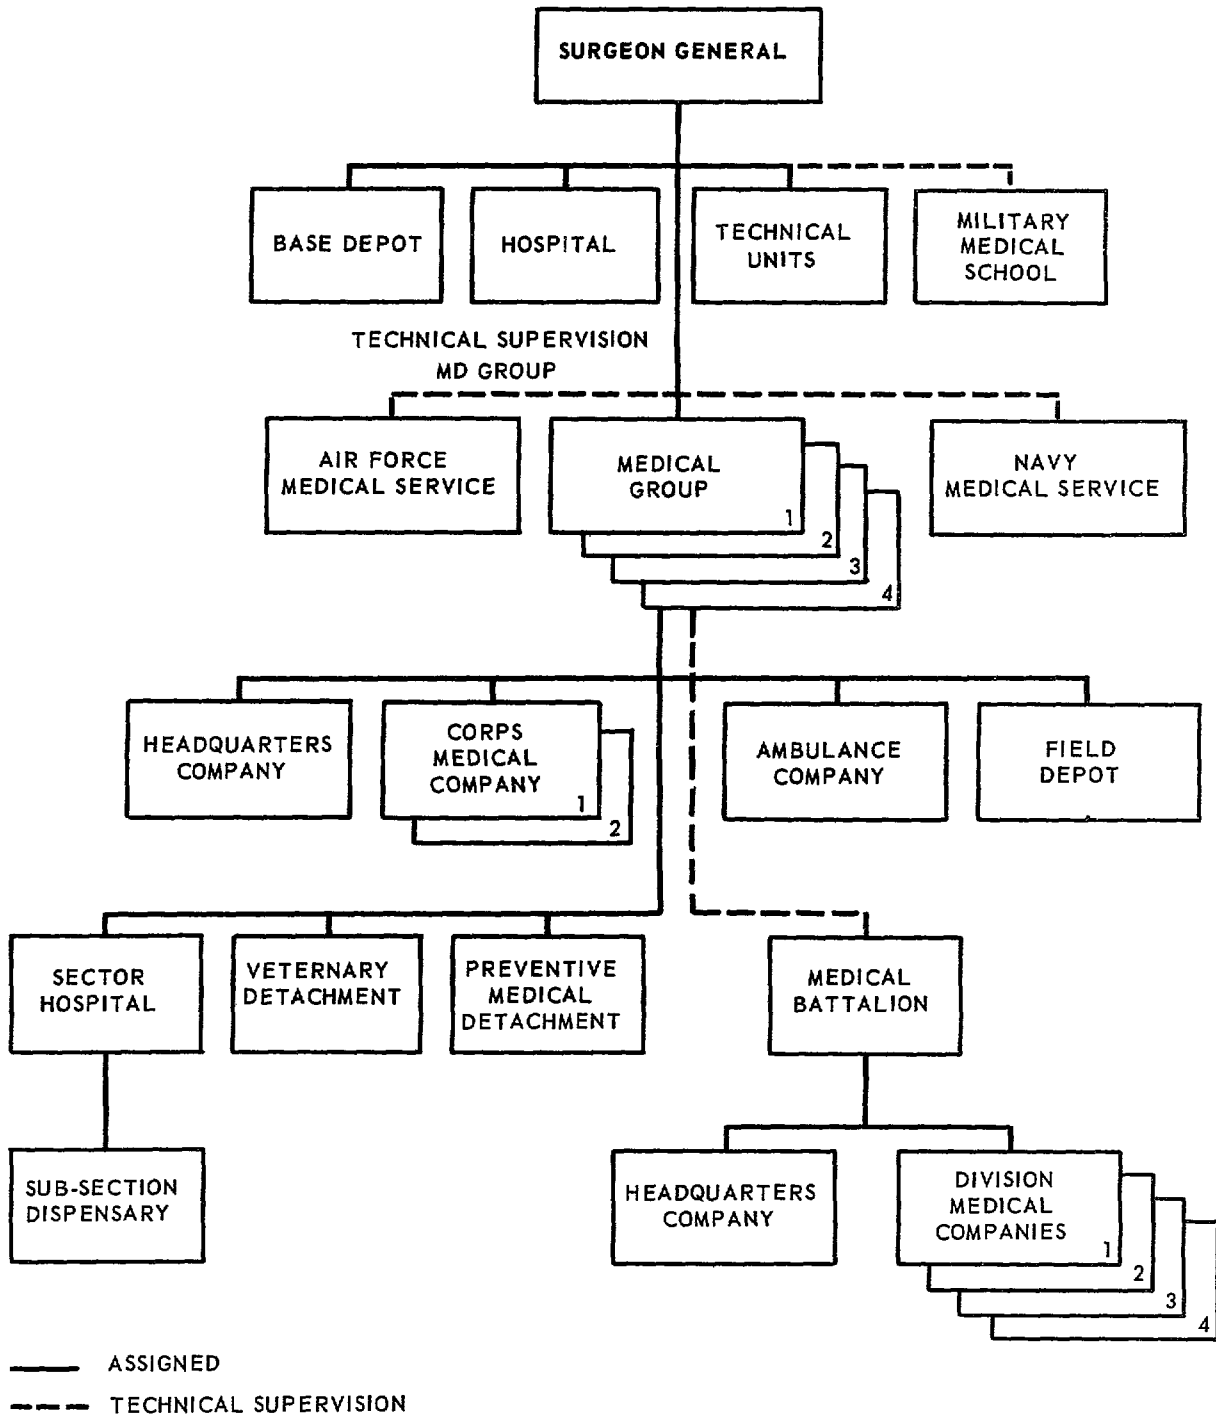 SURGEON GENERAL
BASE DEPOT
HOSPITAL
TECHNICAL
UNITS
MILITARY
MEDICAL
SCHOOL
TECHNICAL SUPERVISION
MD GROUP
AIR FORCE
MEDICAL SERVICE
MEDICAL
GROUP
1
2
3
4
NAVY
MEDICAL SERVICE
HEADQUARTERS
COMPANY
CORPS
MEDICAL
COMPANY
1
2
AMBULANCE
COMPANY
FIELD
DEPOT
SECTOR
HOSPITAL
VETERNARY
DETACHMENT
PREVENTIVE
MEDICAL
DETACHMENT
MEDICAL
BATTALION
SUB-SECTION
DISPENSARY
HEADQUARTERS
COMPANY
DIVISION
MEDICAL
COMPANIES
1
2
3
4
ASSIGNED
TECHNICAL SUPERVISION